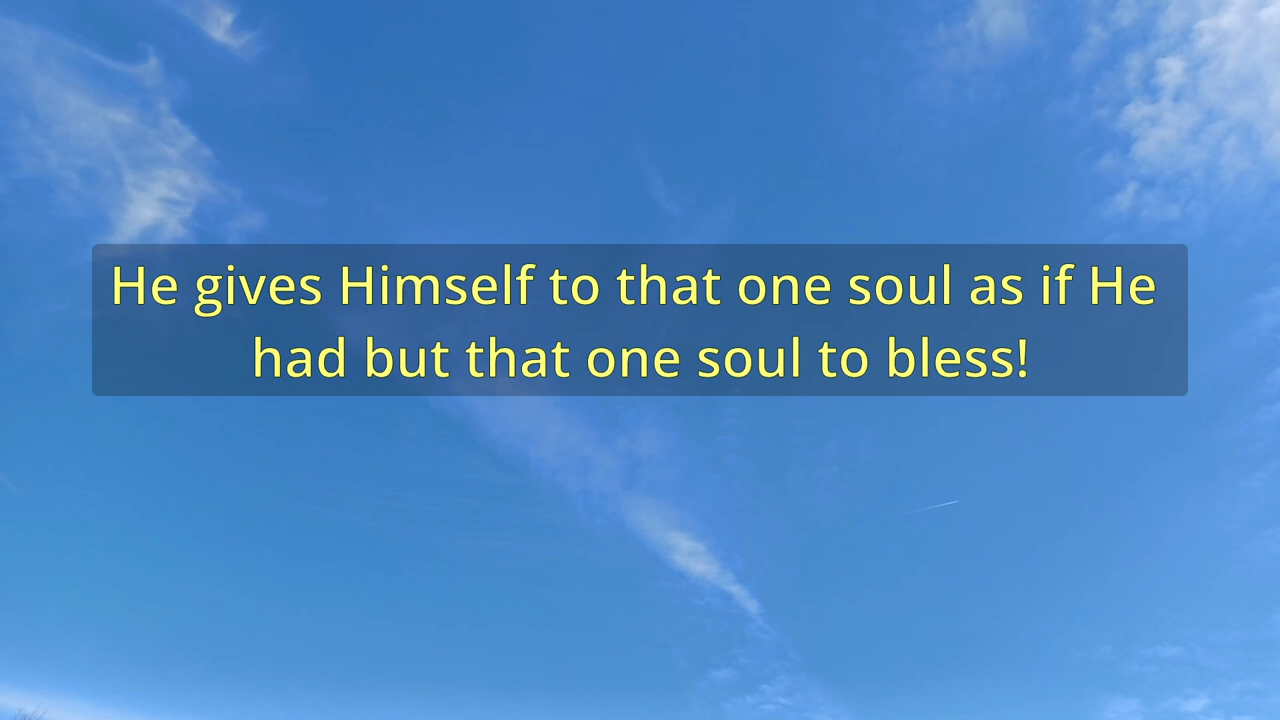 He gives Himself to that one soul as if He
had but that one soul to bless!